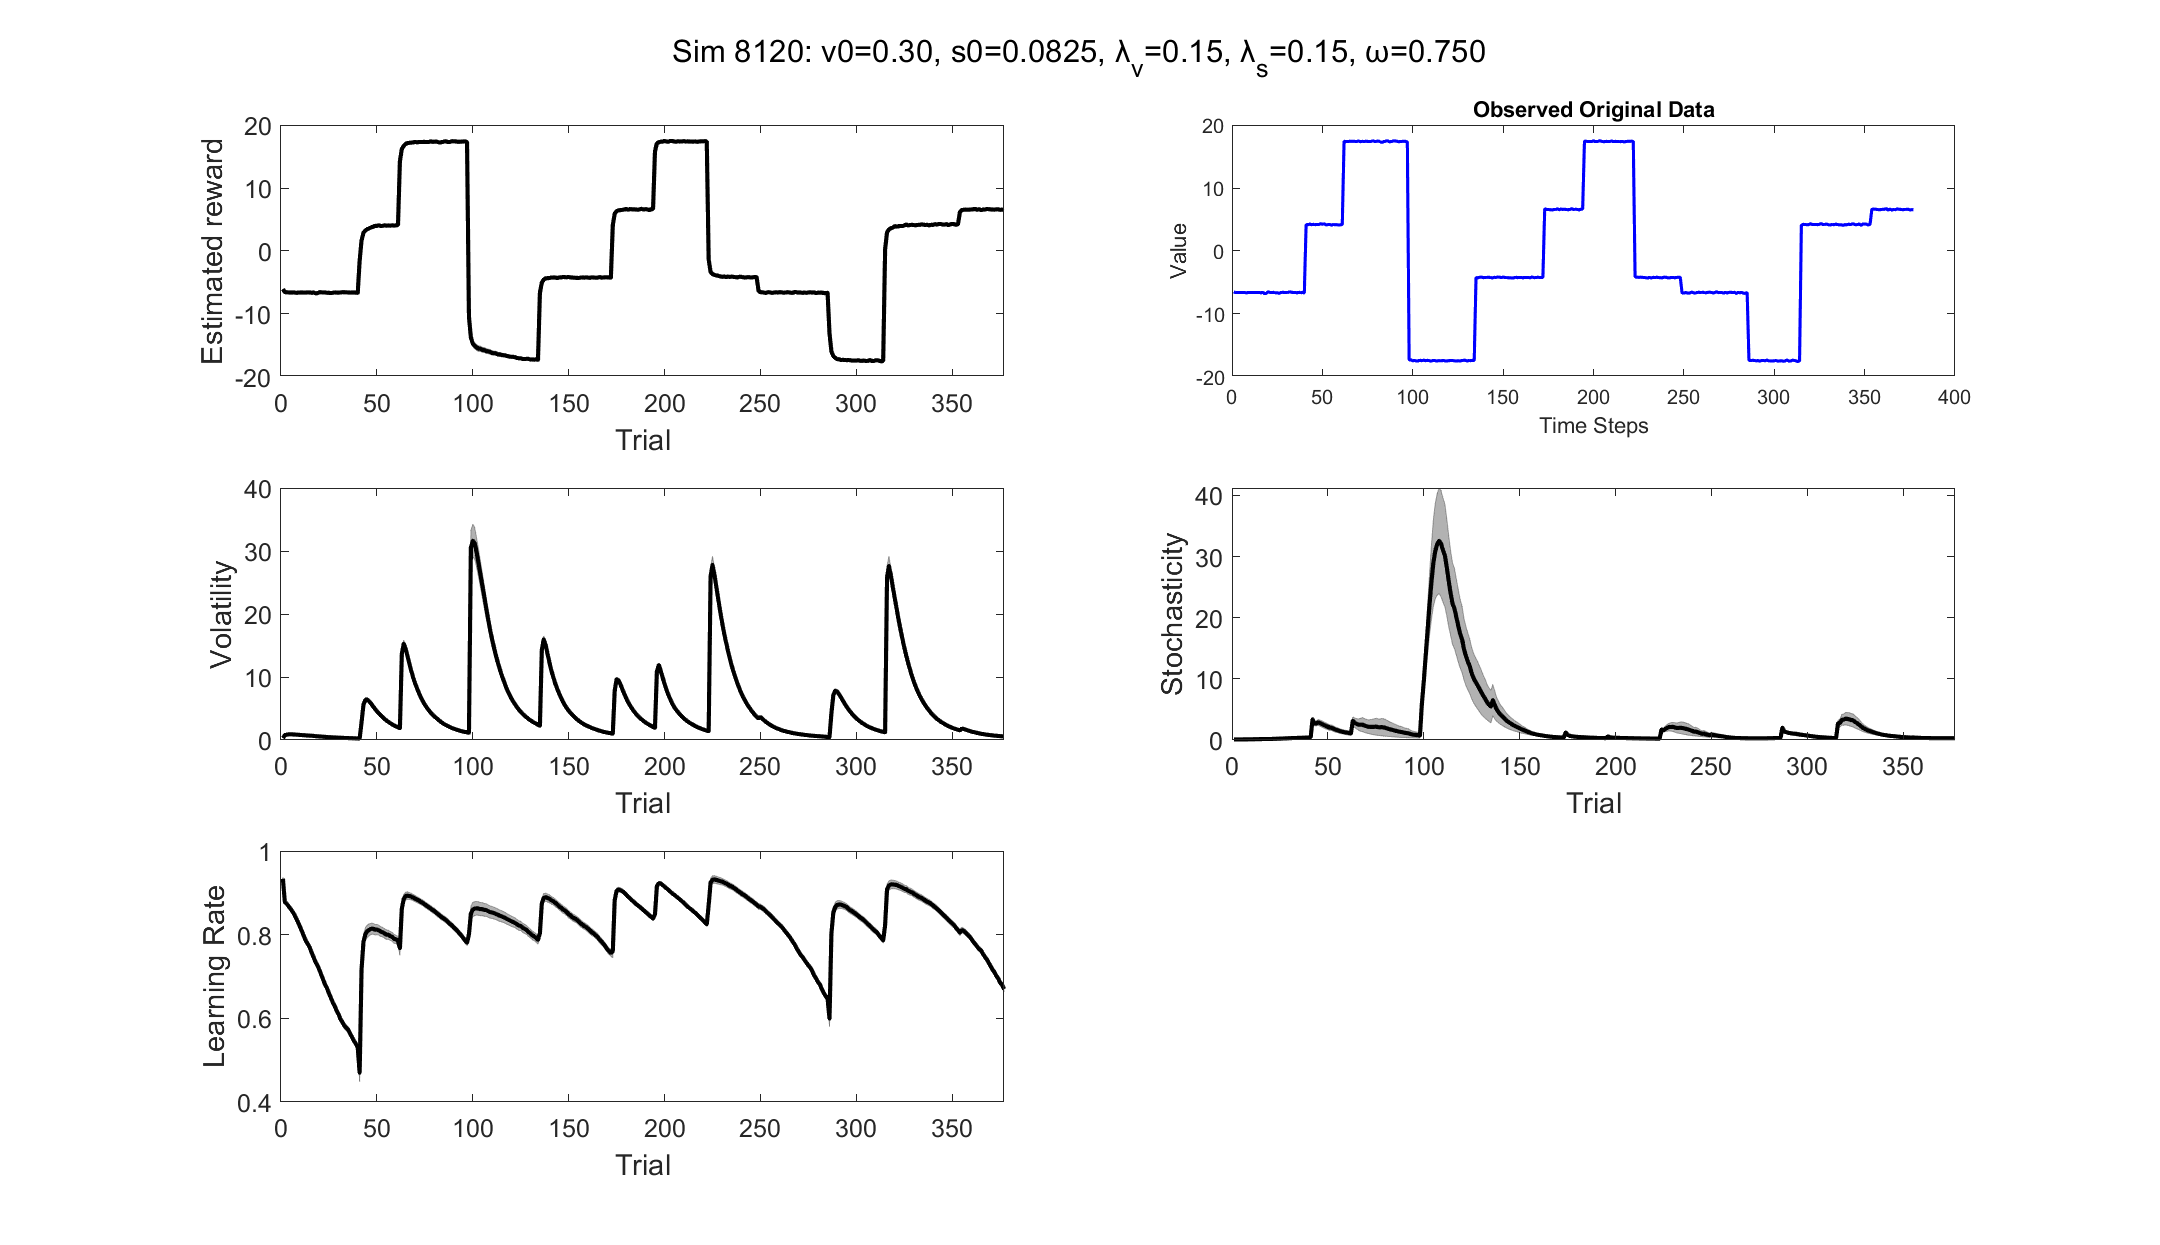 Sim 8120: v0=0.30, s0=0.0825, λ_v=0.15, λ_s=0.15, ω=0.750
Estimated reward
20
10
0
-10
-20
0 50 100 150 200 250 300 350
Trial
Observed Original Data
Value
20
10
0
-10
-20
0 50 100 150 200 250 300 350 400
Time Steps
Volatility
40
30
20
10
0
0 50 100 150 200 250 300 350
Trial
Stochasticity
40
30
20
10
0
0 50 100 150 200 250 300 350
Trial
Learning Rate
1
0.8
0.6
0.4
0 50 100 150 200 250 300 350
Trial